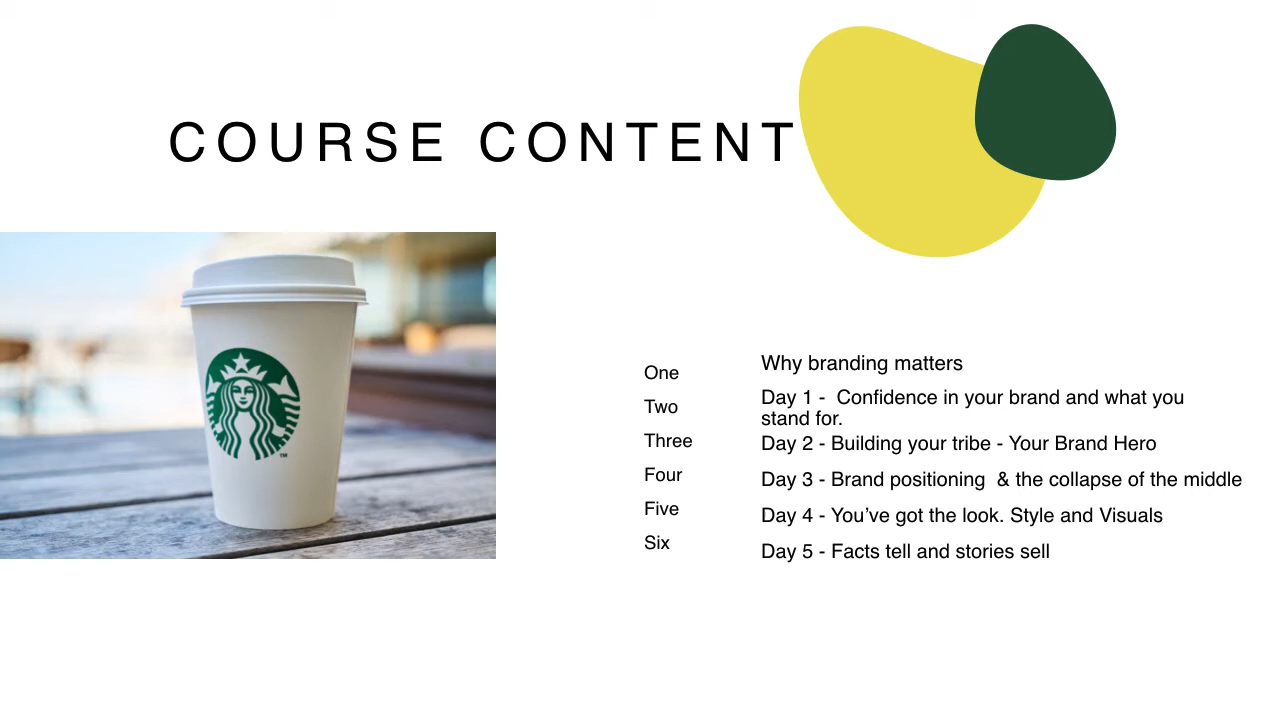 COURSE CONTENT
One
Why branding matters
Two
Day 1 -  Confidence in your brand and what you
stand for.
Three
Day 2 - Building your tribe - Your Brand Hero
Four
Day 3 - Brand positioning  & the collapse of the middle
Five
Day 4 - You’ve got the look. Style and Visuals
Six
Day 5 - Facts tell and stories sell
TM